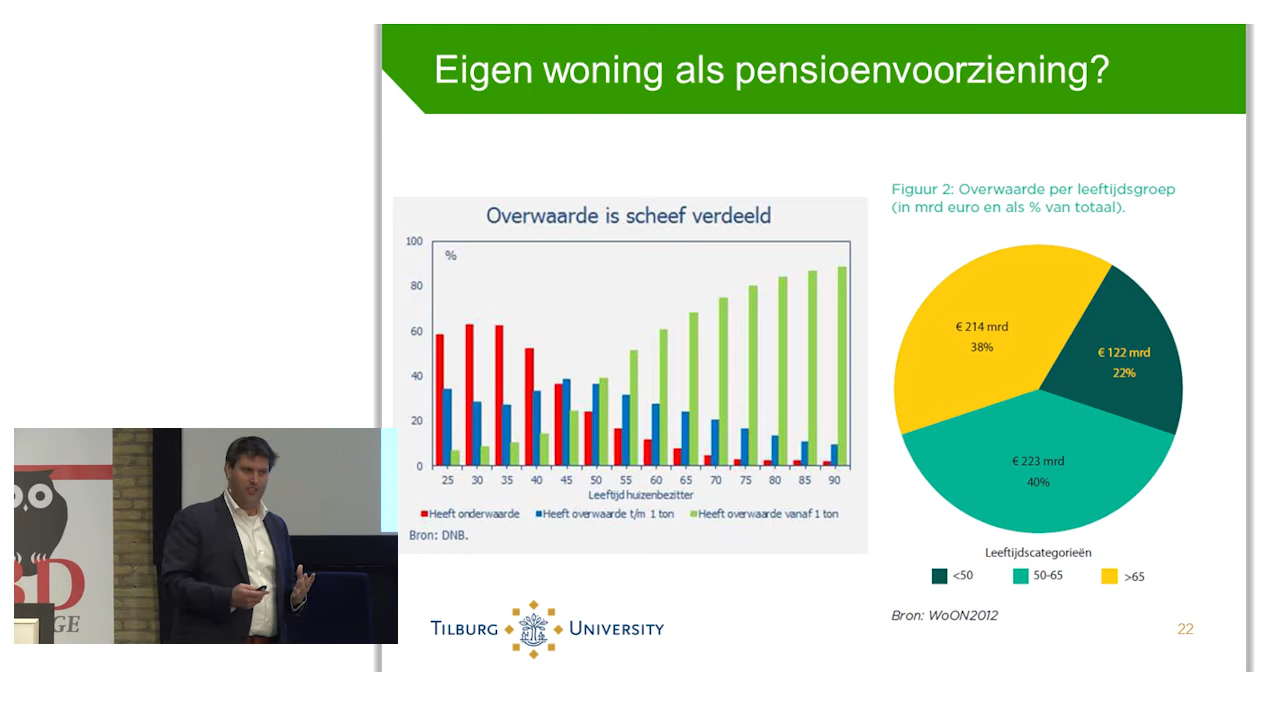 Eigen woning als pensioenvoorziening?
Overwaarde is scheef verdeeld
%
100
80
60
40
20
0
25 30 35 40 45 50 55 60 65 70 75 80 85 90
Leeftijd huizenbezitter
Heeft onderwaarde Heeft overwaarde t/m 1 ton Heeft overwaarde vanaf 1 ton
Bron: DNB.
Figuur 2: Overwaarde per leeftijdsgroep
(in mrd euro en als % van totaal).
€ 214 mrd
38%
€ 122 mrd
22%
€ 223 mrd
40%
Leeftijdscategorieën
<50 50-65 >65
Bron: WoON2012
TILBURG UNIVERSITY
22
D
GE